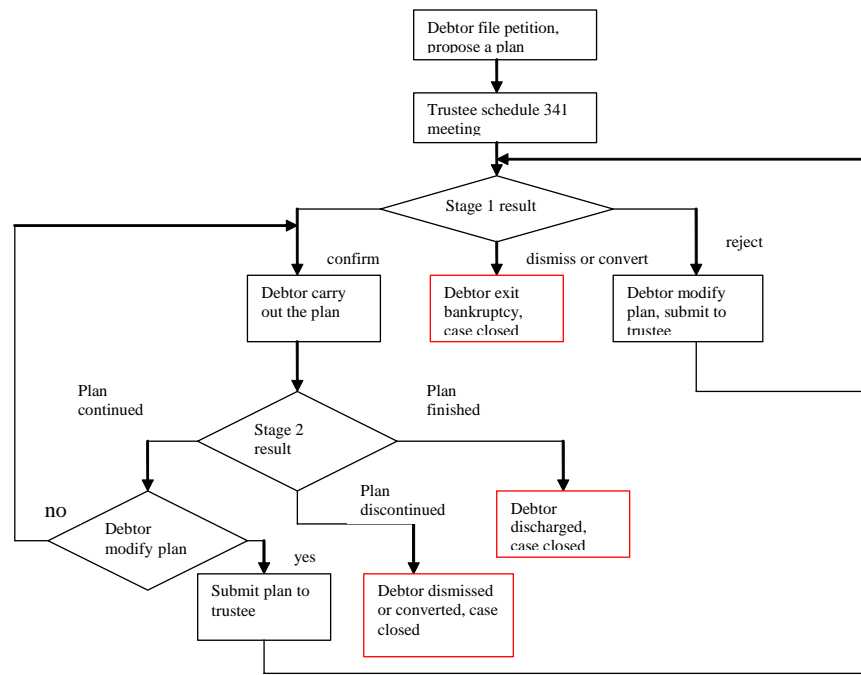 Debtor file petition,
propose a plan
Trustee schedule 341
meeting
Stage 1 result
confirm
dismiss or convert
reject
Debtor carry
out the plan
Debtor exit
bankruptcy,
case closed
Debtor modify
plan, submit to
trustee
Plan
continued
Plan
finished
Stage 2
result
Plan
discontinued
no
Debtor
modify plan
yes
Debtor
discharged,
case closed
Submit plan to
trustee
Debtor dismissed
or converted, case
closed